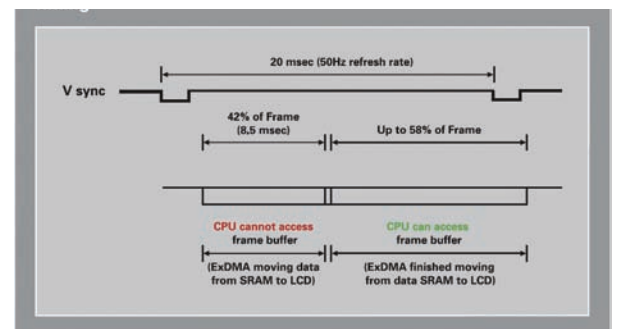 20 msec (50Hz refresh rate)
V sync
42% of Frame
(8,5 msec)
Up to 58% of Frame
CPU cannot access
frame buffer
CPU can access
frame buffer
(ExDMA moving data
from SRAM to LCD)
(ExDMA finished moving
from data SRAM to LCD)